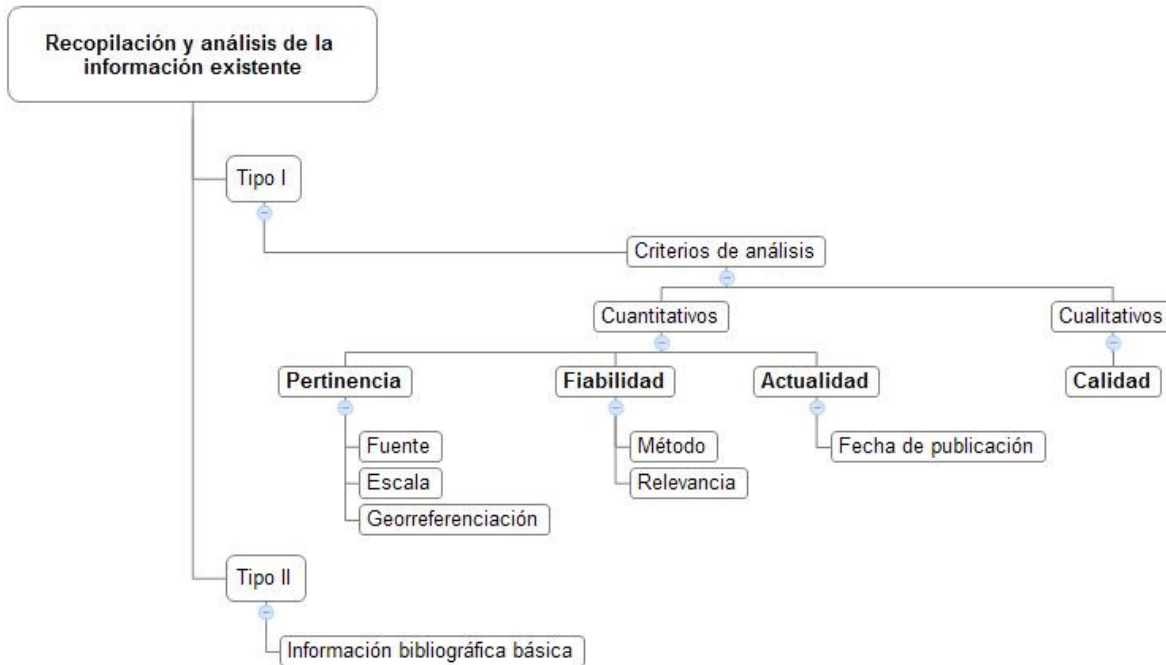 Recopilación y análisis de la
información existente
Tipo I
Criterios de análisis
Cuantitativos
Cualitativos
Pertinencia
Fiabilidad
Actualidad
Calidad
Fuente
Escala
Georreferenciación
Método
Relevancia
Fecha de publicación
Tipo II
Información bibliográfica básica